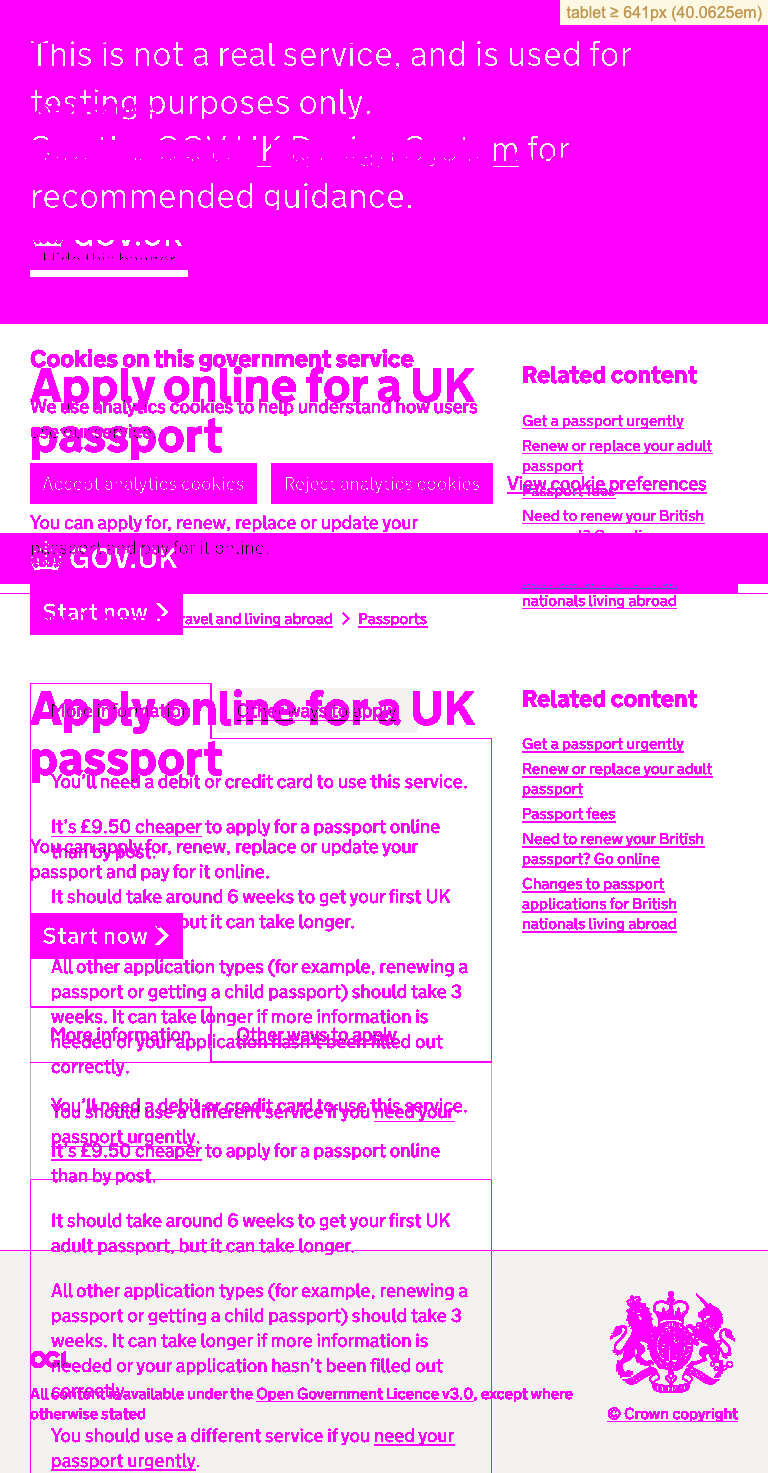 tablet ≥ 641px (40.0625em)
This is not a real service, and is used for
testing purposes only.
See the GOV.UK Design System for
recommended guidance.
GOV.UK
Hide this banner
Cookies on this government service
Apply online for a UK
passport
We use analytics cookies to help understand how users
use our service.
Accept analytics cookies
Reject analytics cookies
View cookie preferences
Related content
Get a passport urgently
Renew or replace your adult
passport
Passport fees
Need to renew your British
nationals living abroad
You can apply for, renew, replace or update your
passport and pay for it online.
GOV.UK
Start now
travel and living abroad
Passports
Apply online for a UK
passport
More information
Other ways to apply
You'll need a debit or credit card to use this service.
It's £9.50 cheaper to apply for a passport online
than by post.
You can apply for, renew, replace or update your
passport and pay for it online.
It should take around 6 weeks to get your first UK
but it can take longer.
Start now
All other application types (for example, renewing a
passport or getting a child passport) should take 3
weeks. It can take longer if more information is
needed or your application hasn't been filled out
correctly.
More information
Other ways to apply
You'll need a debit or credit card to use this service.
You should use a different service if you need your
passport urgently.
It's £9.50 cheaper to apply for a passport online
than by post.
It should take around 6 weeks to get your first UK
adult passport, but it can take longer.
All other application types (for example, renewing a
passport or getting a child passport) should take 3
weeks. It can take longer if more information is
needed or your application hasn't been filled out
correctly.
You should use a different service if you need your
passport urgently.
Related content
Get a passport urgently
Renew or replace your adult
passport
Passport fees
Need to renew your British
passport? Go online
Changes to passport
applications for British
nationals living abroad
OGL
All content is available under the Open Government Licence v3.0, except where
otherwise stated
© Crown copyright